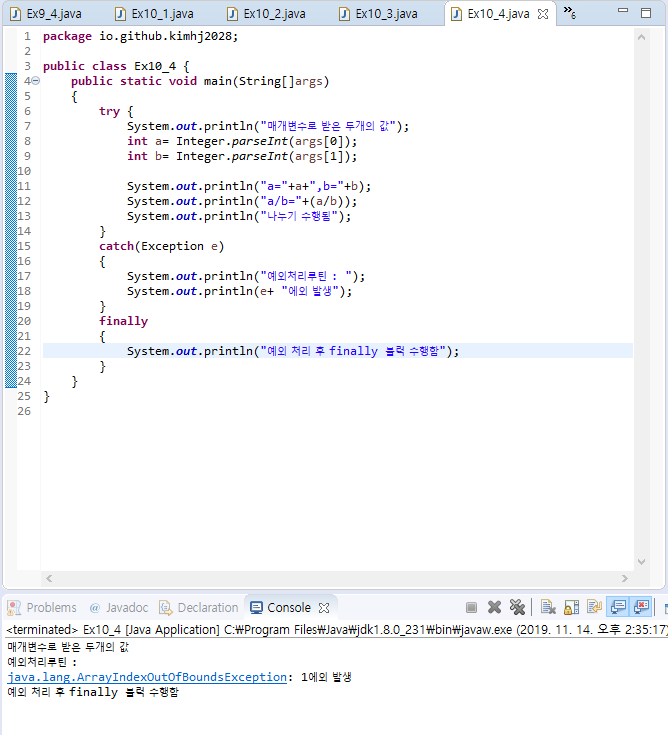 Ex9_4.java Ex10_1.java Ex10_2.java Ex10_3.java Ex10_4.java »6
1 package io.github.kimhj2028;
2
3 public class Ex10_4 {
4 public static void main(String[]args)
5 {
6 try {
7 System.out.println("매개변수로 받은 두개의 값");
8 int a= Integer.parseInt(args[0]);
9 int b= Integer.parseInt(args[1]);
10
11 System.out.println("a="+a+",b="+b);
12 System.out.println("a/b="+(a/b));
13 System.out.println("나누기 수행됨");
14 }
15 catch(Exception e)
16 {
17 System.out.println("예외처리루틴 : ");
18 System.out.println(e+ "에외 발생");
19 }
20 finally
21 {
22 System.out.println("예외 처리 후 finally 블럭 수행함");
23 }
24 }
25 }
26
Problems @ Javadoc Declaration Console
<terminated> Ex10_4 [Java Application] C:₩Program Files₩Java₩jdk1.8.0_231₩bin₩javaw.exe (2019. 11. 14. 오후 2:35:17)
매개변수로 받은 두개의 값
예외처리루틴 :
java.lang.ArrayIndexOutOfBoundsException: 1에외 발생
예외 처리 후 finally 블럭 수행함